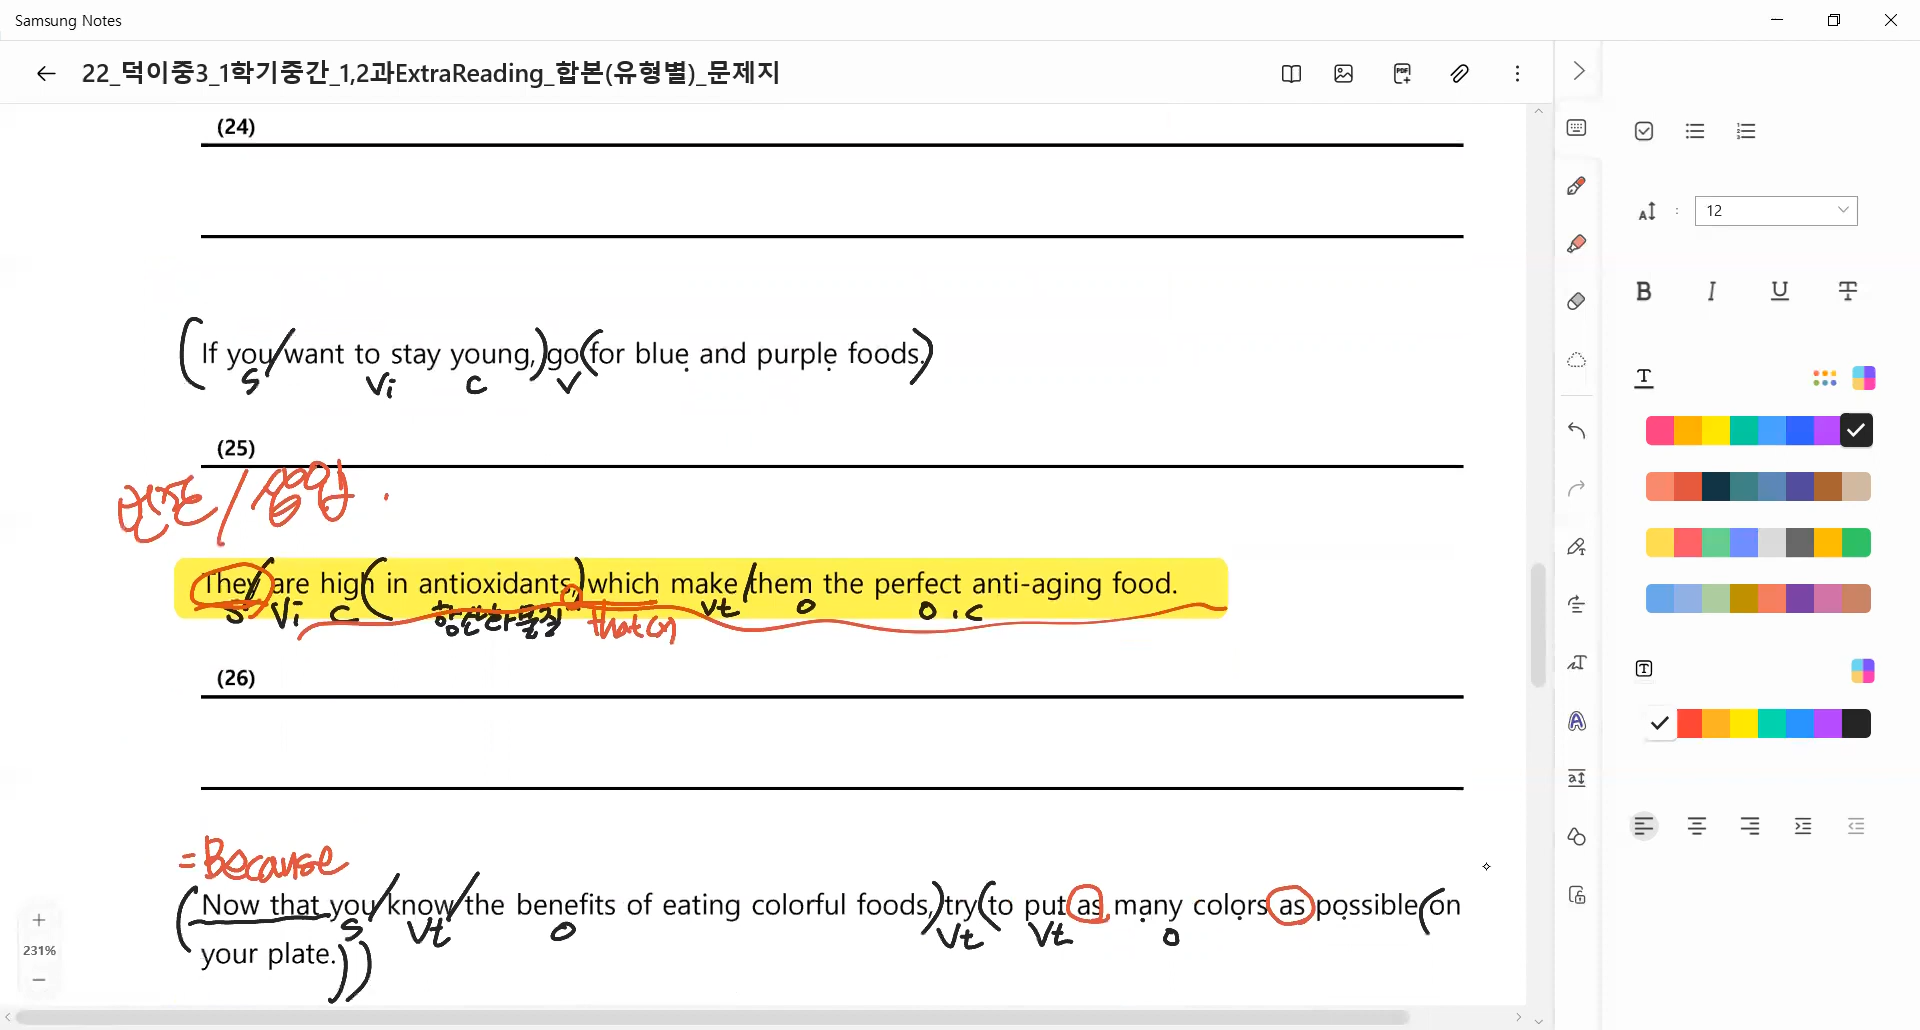 Samsung Notes
22_덕이중3_1학기중간_1,2과ExtraReading_합본(유형별)_문제지
PDF
12
B I U T
T
(24)
(If you/want to stay young,) go (for blue and purple foods.)
S Vi C V
(25)
They/are high (in antioxidants,) which make/them the perfect anti-aging food.
S Vi C 항산화물질 that(x) Vt O O.C
(26)
=Because
(Now that you/know/the benefits of eating colorful foods,) try (to put as many colors as possible (on
S Vt O Vt Vt O
your plate.))
231%